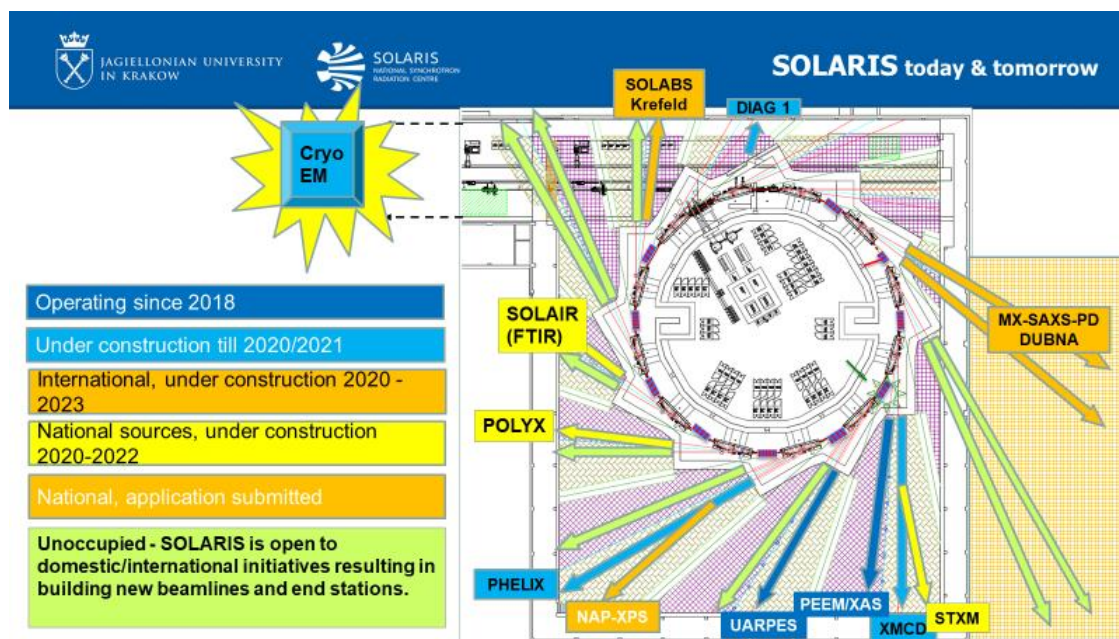 JAGIELLONIAN UNIVERSITY
IN KRAKOW
SOLARIS
NATIONAL SYNCHROTRON
RADIATION CENTRE
SOLARIS today & tomorrow
SOLABS
Krefeld
DIAG 1
Cryo
EM
Operating since 2018
Under construction till 2020/2021
International, under construction 2020 -
2023
National sources, under construction
2020-2022
National, application submitted
Unoccupied - SOLARIS is open to
domestic/international initiatives resulting in
building new beamlines and end stations.
SOLAIR
(FTIR)
MX-SAXS-PD
DUBNA
POLYX
PHELIX
NAP-XPS
UARPES
PEEM/XAS
XMCD
STXM